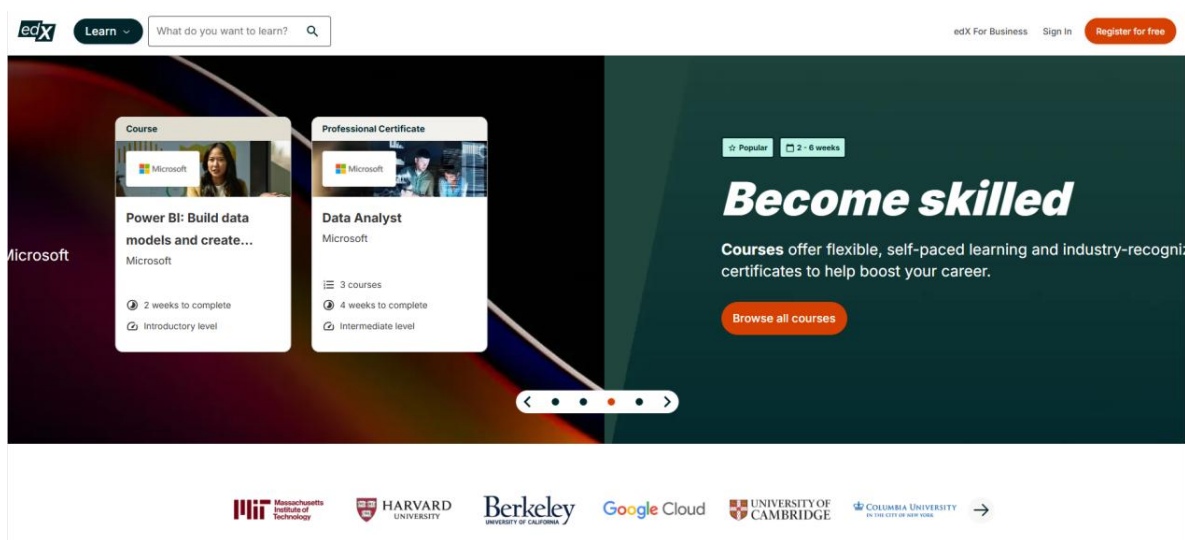 edX
Learn
What do you want to learn?
edX For Business
Sign In
Register for free
Microsoft
Course
Microsoft
Power BI: Build data
models and create...
Microsoft
2 weeks to complete
Introductory level
Professional Certificate
Microsoft
Data Analyst
Microsoft
3 courses
4 weeks to complete
Intermediate level
Popular
2 - 6 weeks
Become skilled
Courses offer flexible, self-paced learning and industry-recogniz
certificates to help boost your career.
Browse all courses
MIT Massachusetts
Institute of
Technology
HARVARD
UNIVERSITY
Berkeley
UNIVERSITY OF CALIFORNIA
Google Cloud
UNIVERSITY OF
CAMBRIDGE
COLUMBIA UNIVERSITY
IN THE CITY OF NEW YORK